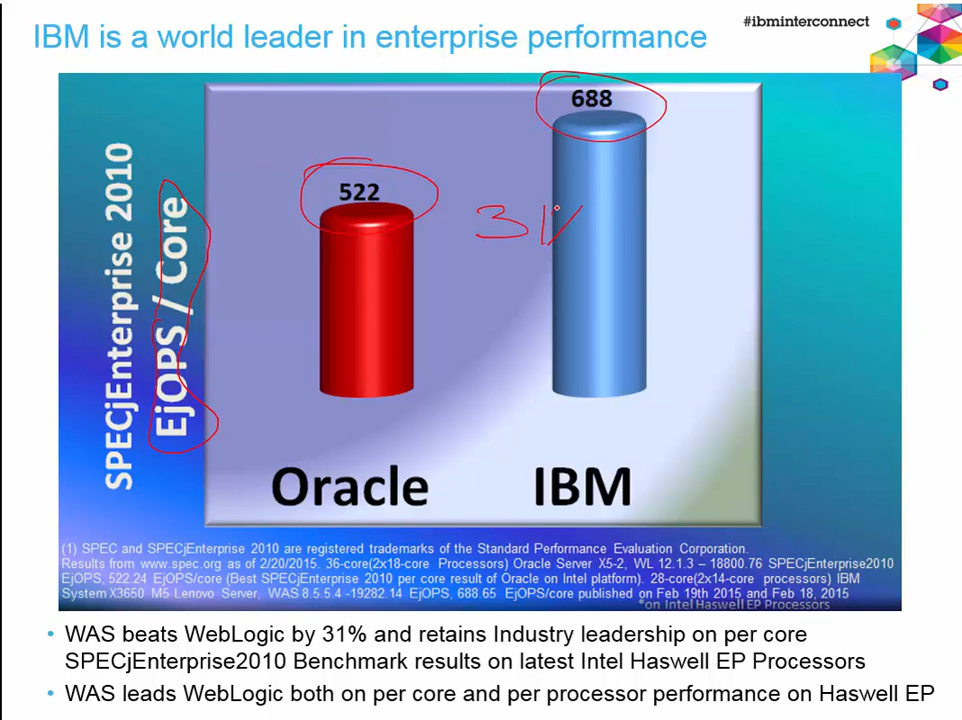 #ibminterconnect
IBM is a world leader in enterprise performance
SPECjEnterprise 2010
EjOPS / Core
522
688
31%
Oracle
IBM
(1) SPEC and SPECjEnterprise 2010 are registered trademarks of the Standard Performance Evaluation Corporation.
Results from www.spec.org as of 2/20/2015. 36-core(2x18-core Processors) Oracle Server X5-2, WL 12.1.3 – 18800.76 SPECjEnterprise2010
EjOPS, 522.24 EjOPS/core (Best SPECjEnterprise 2010 per core result of Oracle on Intel platform). 28-core(2x14-core processors) IBM
System X3650 M5 Lenovo Server, WAS 8.5.5.4 -19282.14 EjOPS, 688.65 EjOPS/core published on Feb 19th 2015 and Feb 18, 2015
*on Intel Haswell EP Processors
• WAS beats WebLogic by 31% and retains Industry leadership on per core
SPECjEnterprise2010 Benchmark results on latest Intel Haswell EP Processors
• WAS leads WebLogic both on per core and per processor performance on Haswell EP